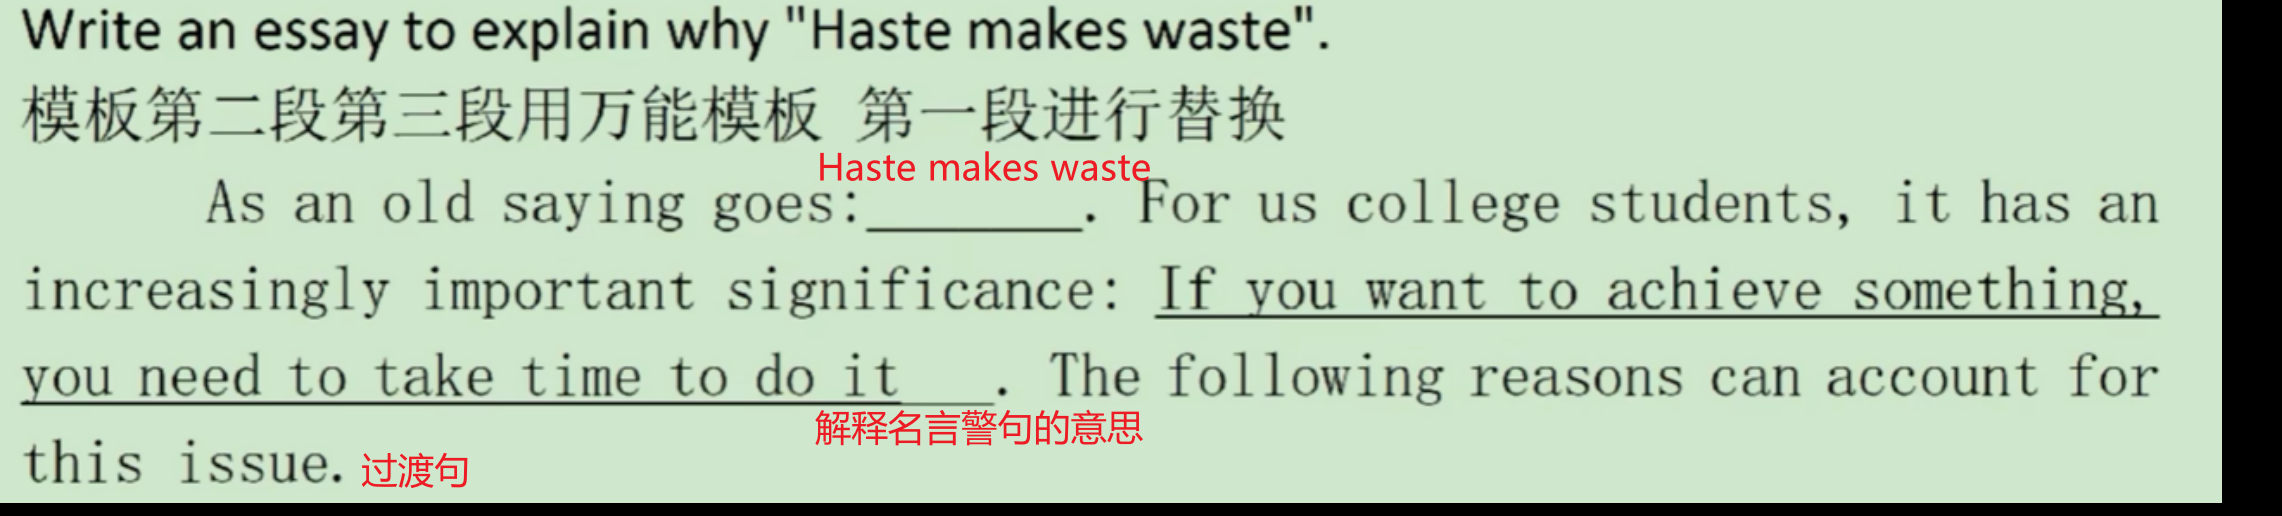 Write an essay to explain why "Haste makes waste".
模板第二段第三段用万能模板 第一段进行替换
Haste makes waste
As an old saying goes:_______. For us college students, it has an
increasingly important significance: If you want to achieve something,
you need to take time to do it___. The following reasons can account for
解释名言警句的意思
this issue. 过渡句